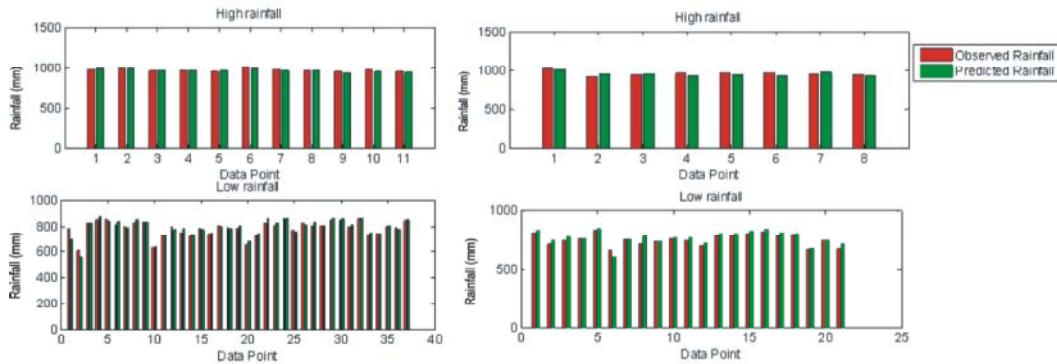 High rainfall
1500
1000
500
0
Rainfall (mm)
1 2 3 4 5 6 7 8 9 10 11
Data Point
High rainfall
1500
1000
500
0
Rainfall (mm)
1 2 3 4 5 6 7 8
Data Point
Observed Rainfall
Predicted Rainfall
Low rainfall
1000
800
600
400
200
0
Rainfall (mm)
0 5 10 15 20 25 30 35 40
Data Point
Low rainfall
1000
500
0
Rainfall (mm)
0 5 10 15 20 25
Data Point